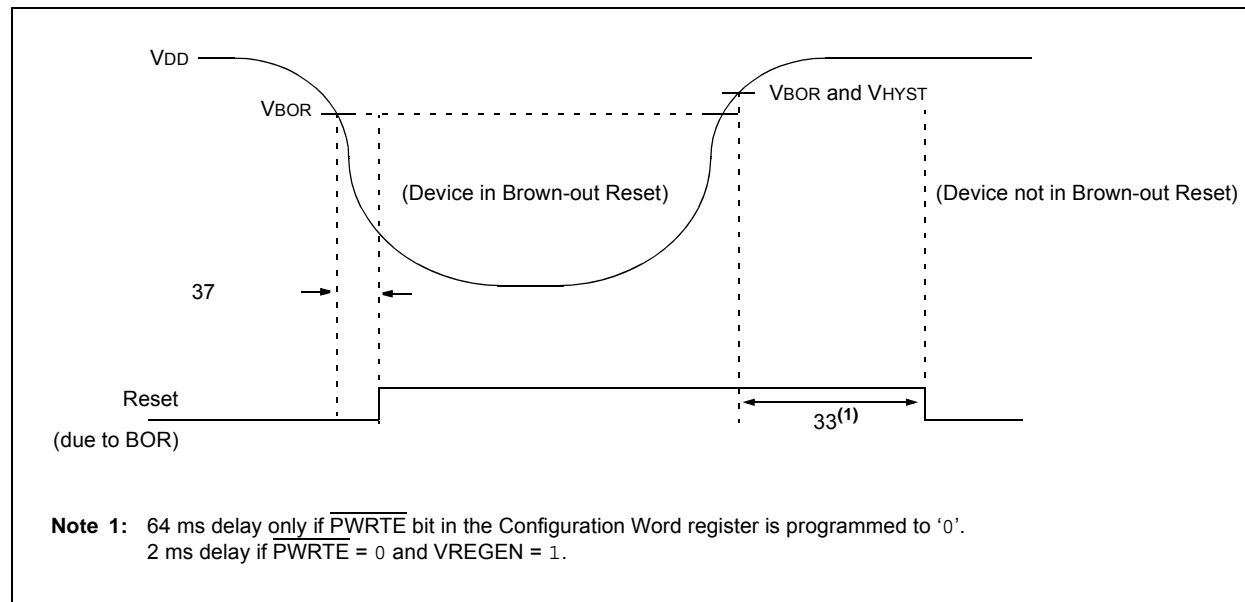 VDD
VBOR
VBOR and VHYST
(Device in Brown-out Reset)
(Device not in Brown-out Reset)
37
Reset
(due to BOR)
33(1)
Note 1: 64 ms delay only if PWRTE bit in the Configuration Word register is programmed to ‘0’.
2 ms delay if PWRTE = 0 and VREGEN = 1.